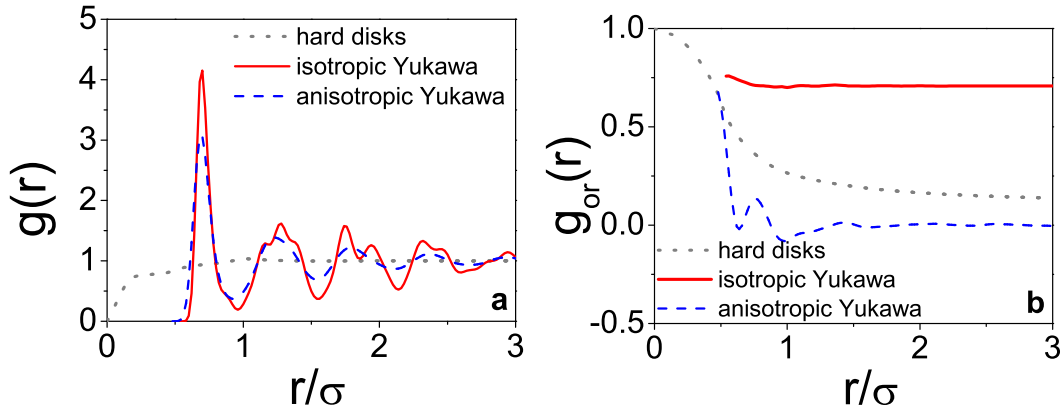 5
4
3
2
1
0
g(r)
hard disks
isotropic Yukawa
anisotropic Yukawa
a
0
1
2
3
r/σ
1.0
0.5
0.0
-0.5
g_or(r)
hard disks
isotropic Yukawa
anisotropic Yukawa
b
0
1
2
3
r/σ